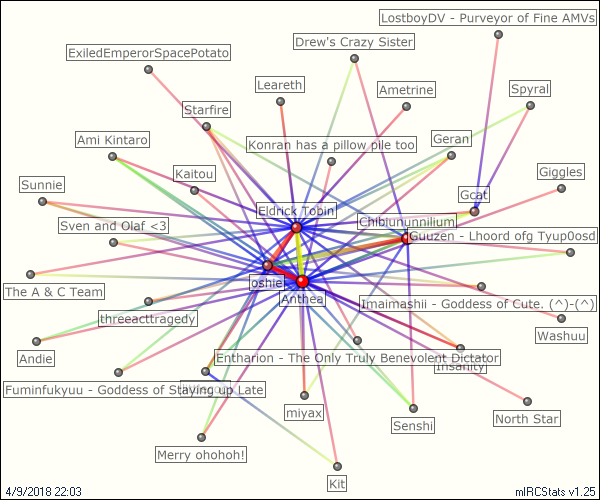 LostboyDV - Purveyor of Fine AMVs
Drew's Crazy Sister
ExiledEmperorSpacePotato
Leareth
Ametrine
Spyral
Starfire
Ami Kintaro
Konran has a pillow pile too
Geran
Kaitou
Giggles
Sunnie
Gcat
Eldrick Tobin
Chibiununnilum
Sven and Olaf <3
Guuzen - Lhoord ofg Tyup0osd
oshiei
The A & C Team
Anthea
Imaimashii - Goddess of Cute. (^)-(^)
threeacttragedy
Washuu
Andie
Entharion - The Only Truly Benevolent Dictator
Insanity
Fuminfukyuu - Goddess of Staying up Late
miyax
Senshi
North Star
Merry ohohoh!
Kit
4/9/2018 22:03
mIRCStats v1.25